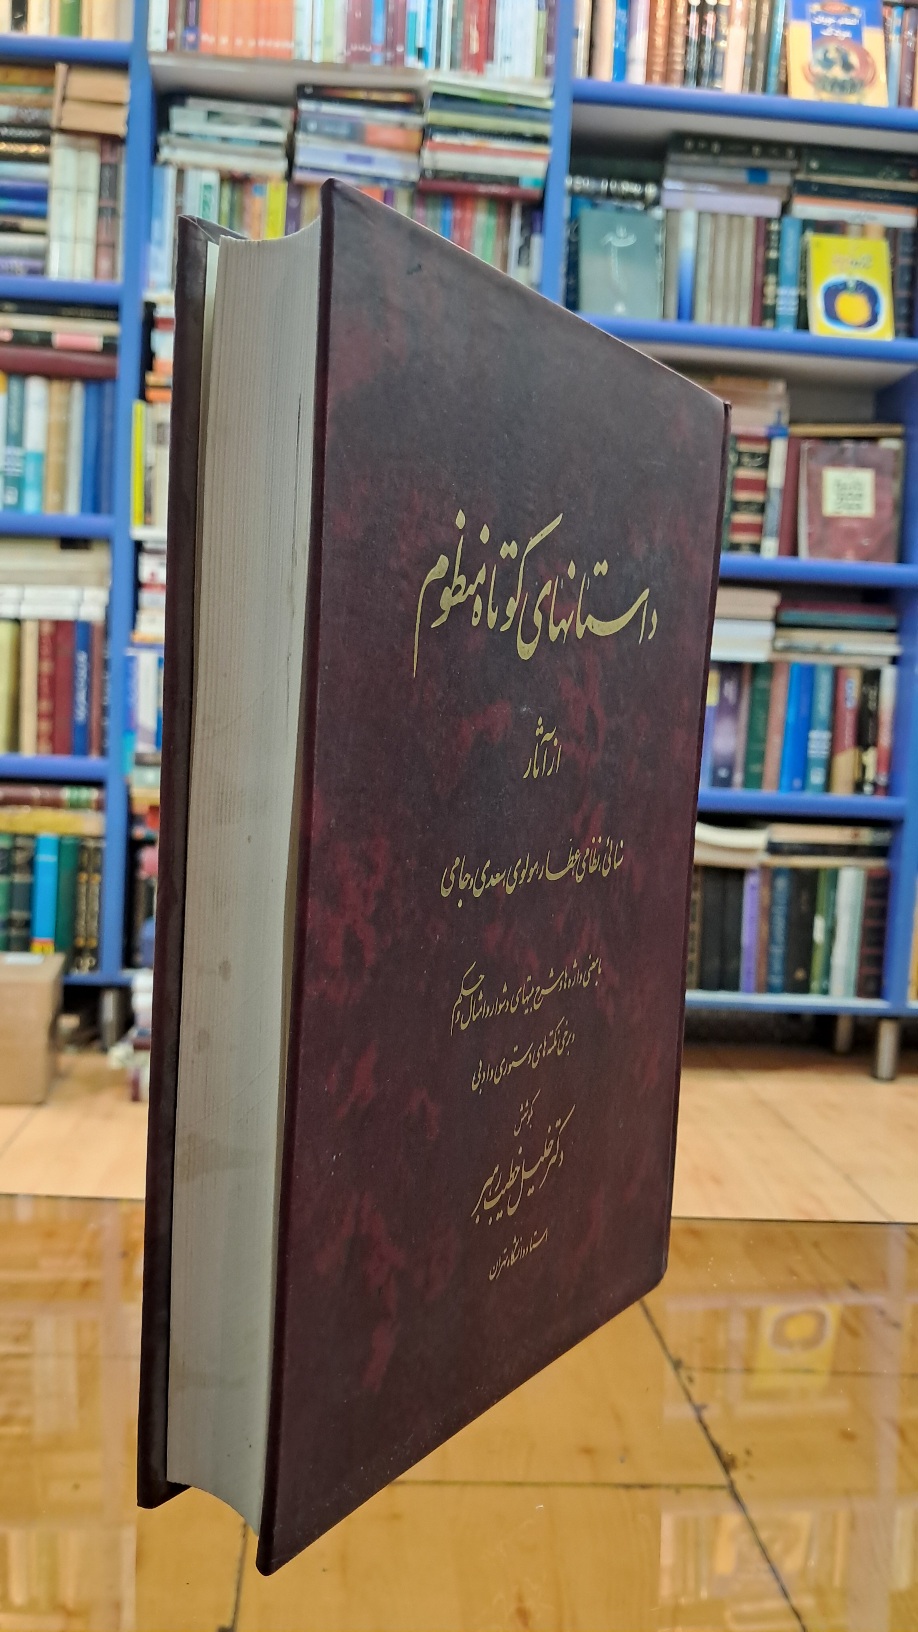 داستانهای کوتاه منظوم
از آثار
سنائی، نظامی، عطار، مولوی، سعدی و جامی
با معنی واژه ها و شرح بیتهای دشوار و امثال و حکم
و برخی نکته های دستوری و ادبی
بکوشش
دکتر خلیل خطیب رهبر
استاد دانشگاه تهران